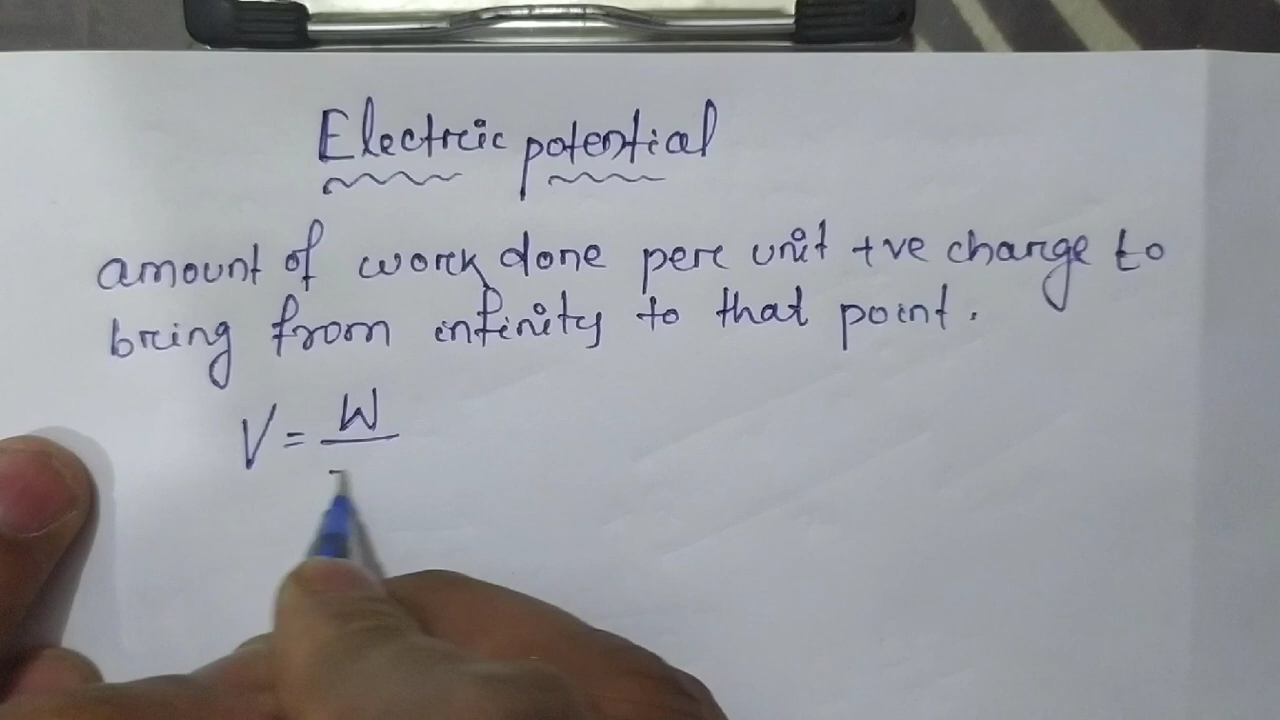 Electric potential
amount of work done per unit +ve charge to
bring from infinity to that point.
V = W